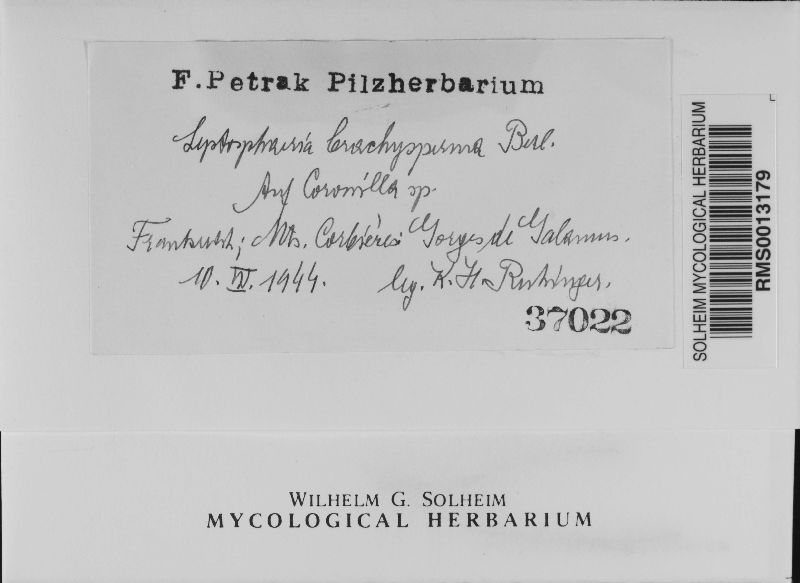 F. Petrak Pilzherbarium
Leptosphaeria brachysperma Berl.
Auf Coronilla sp.
Frankreich; Mts. Corbières Gorges de Galamus.
10. IV. 1944. leg. K. H. Rechinger.
37022
SOLHEIM MYCOLOGICAL HERBARIUM
RMS0013179
WILHELM G. SOLHEIM
MYCOLOGICAL HERBARIUM